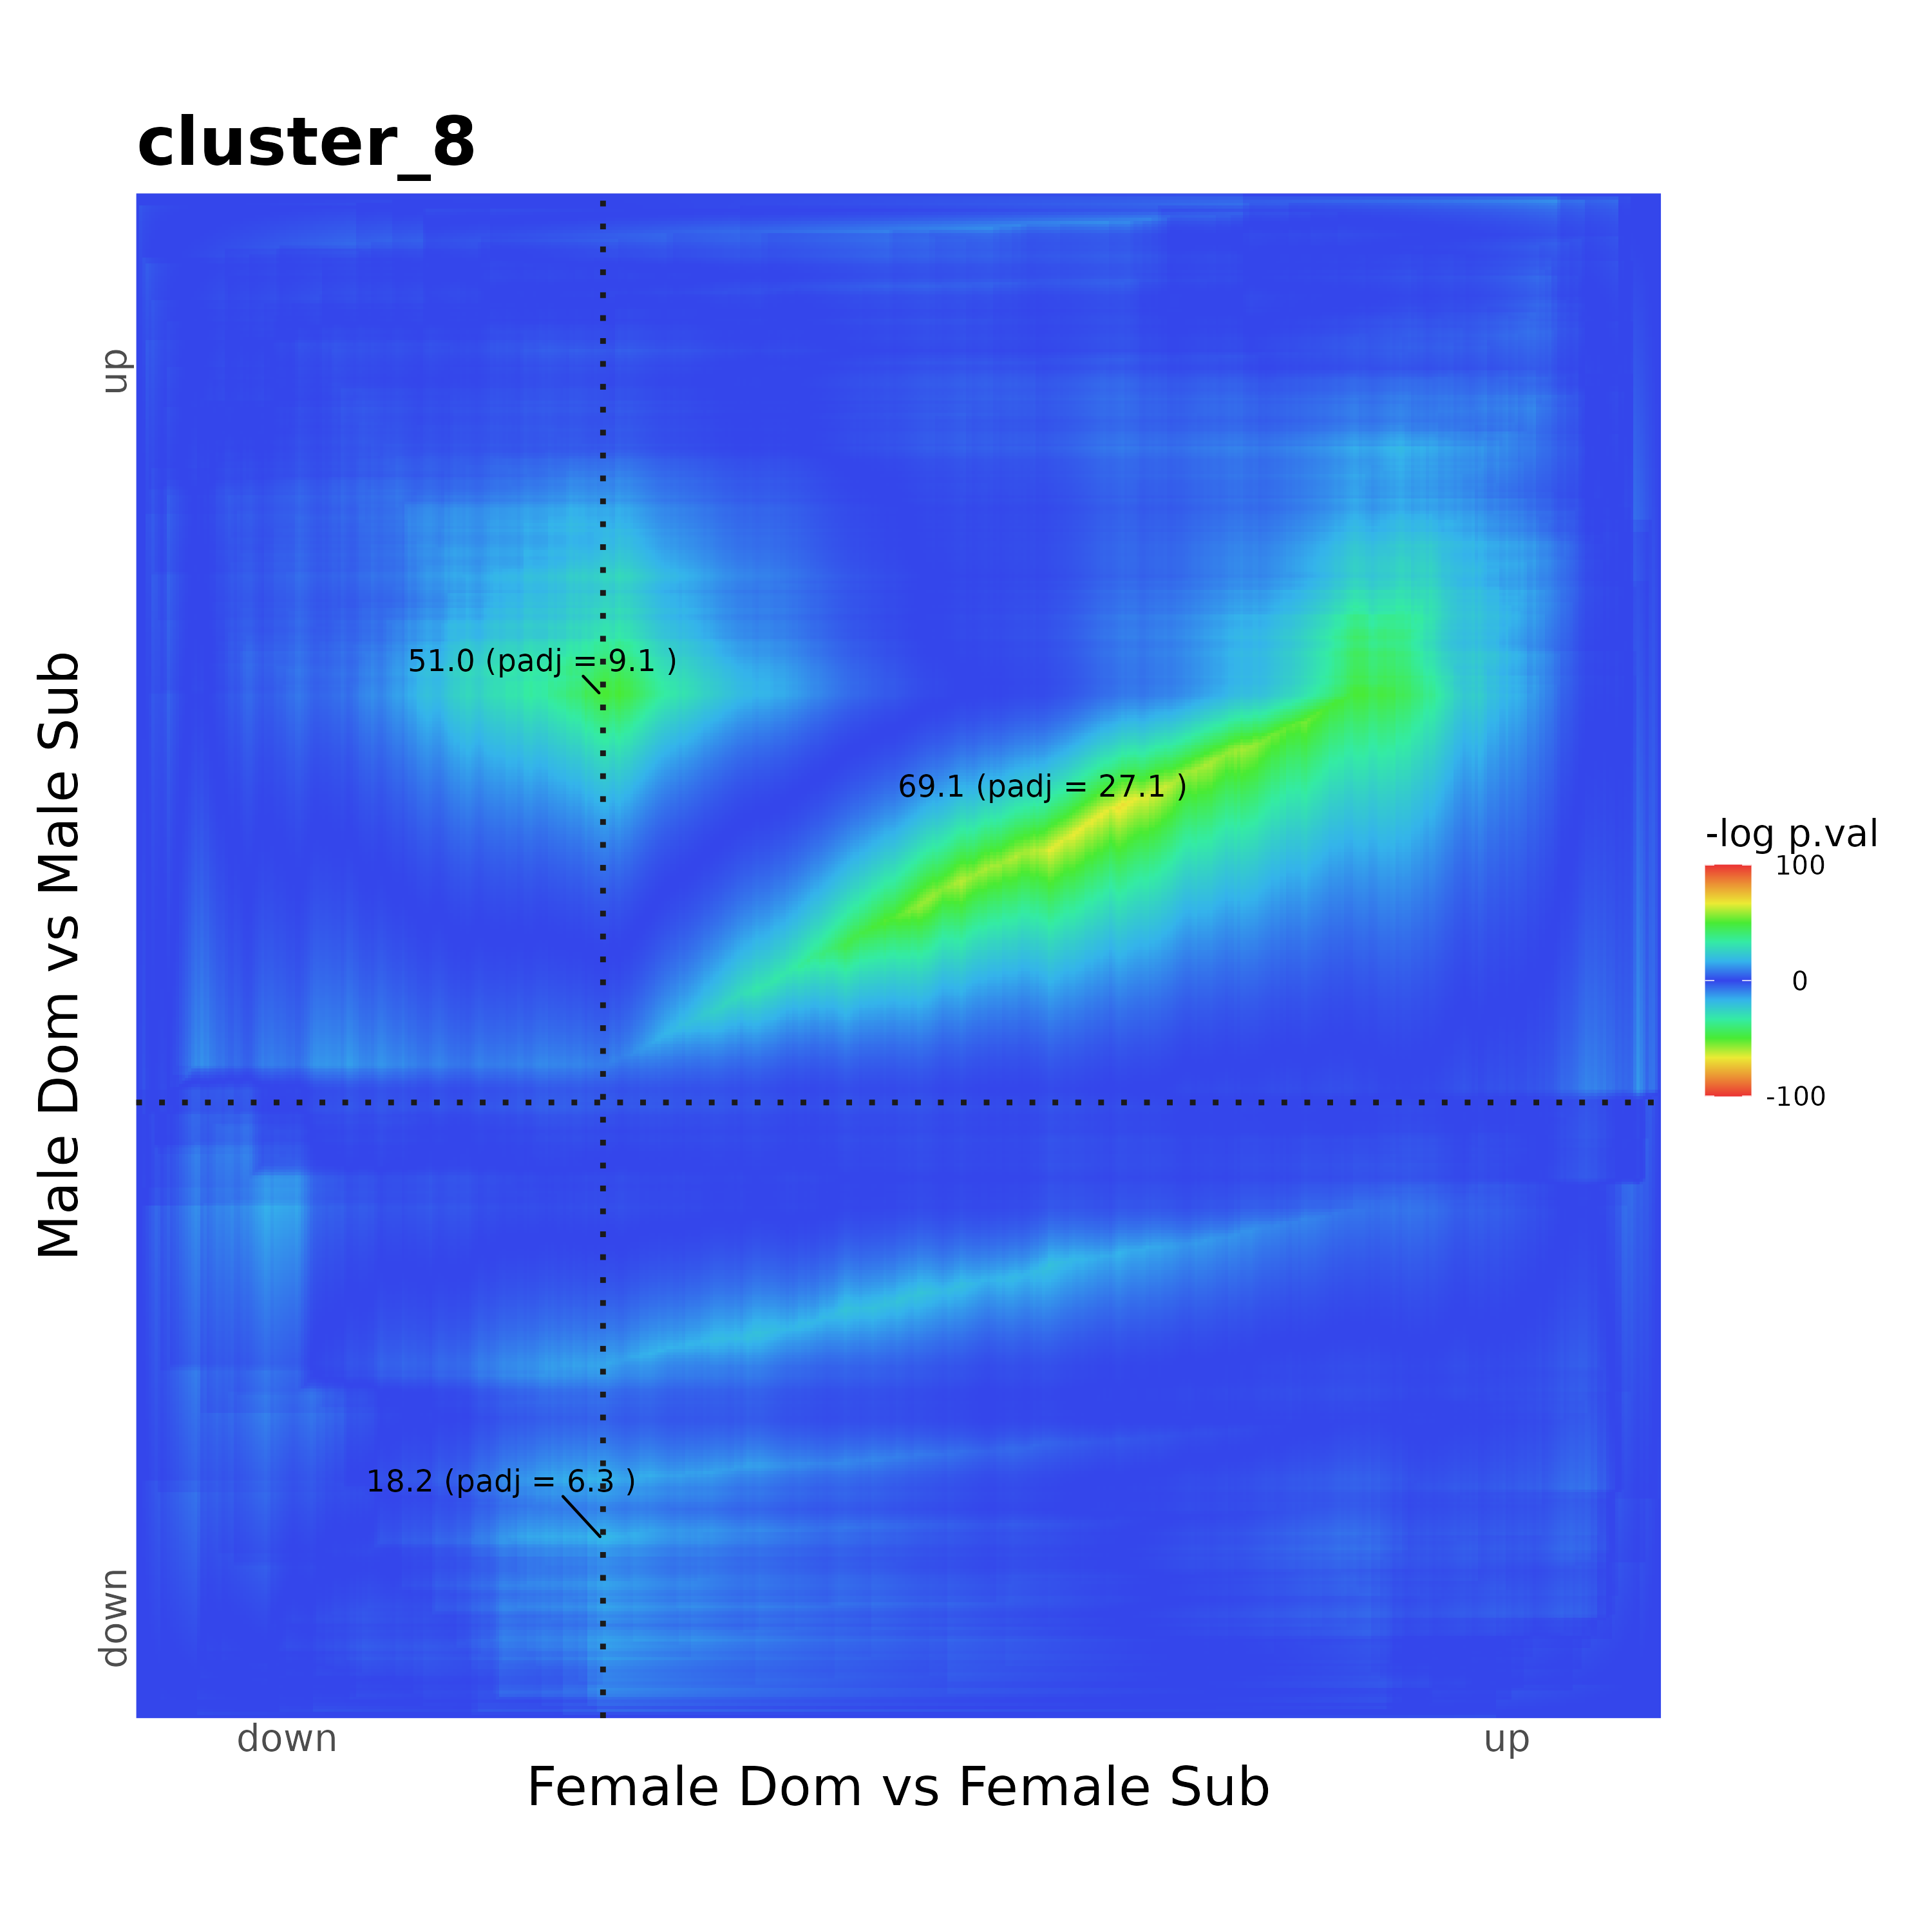 cluster_8
up
51.0 (padj = 9.1 )
69.1 (padj = 27.1 )
Male Dom vs Male Sub
-log p.val
100
0
-100
18.2 (padj = 6.3 )
down
down
up
Female Dom vs Female Sub